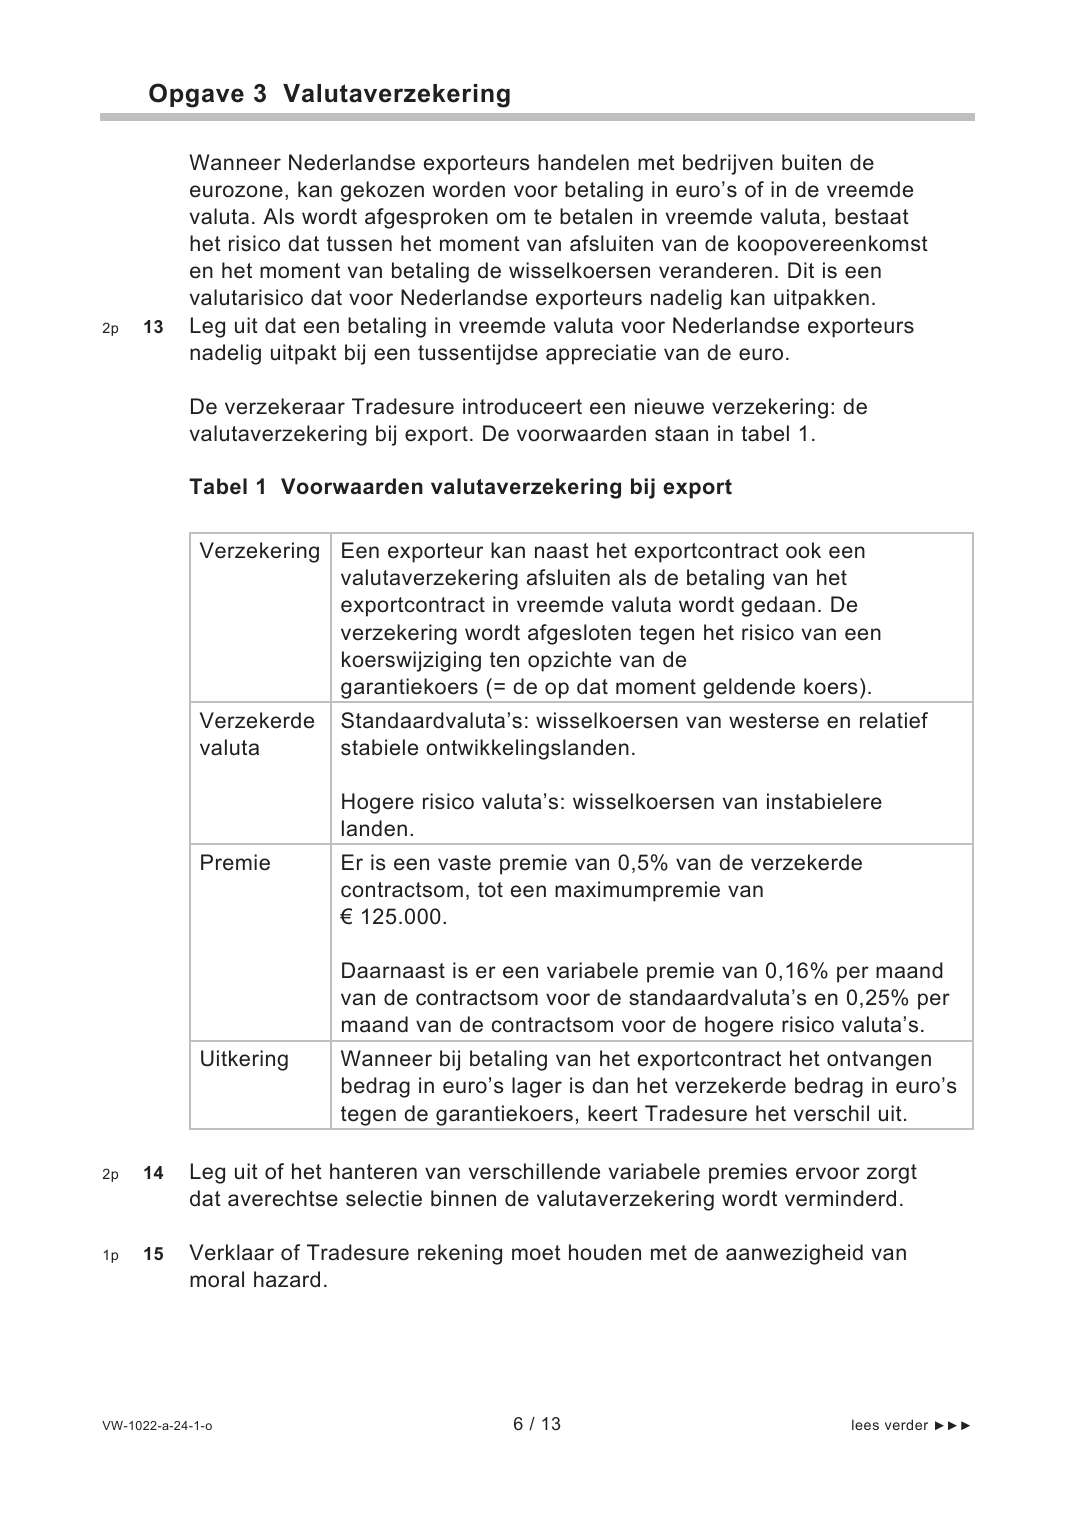 Opgave 3 Valutaverzekering
Wanneer Nederlandse exporteurs handelen met bedrijven buiten de
eurozone, kan gekozen worden voor betaling in euro’s of in de vreemde
valuta. Als wordt afgesproken om te betalen in vreemde valuta, bestaat
het risico dat tussen het moment van afsluiten van de koopovereenkomst
en het moment van betaling de wisselkoersen veranderen. Dit is een
valutarisico dat voor Nederlandse exporteurs nadelig kan uitpakken.
2p 13 Leg uit dat een betaling in vreemde valuta voor Nederlandse exporteurs
nadelig uitpakt bij een tussentijdse appreciatie van de euro.
De verzekeraar Tradesure introduceert een nieuwe verzekering: de
valutaverzekering bij export. De voorwaarden staan in tabel 1.
Tabel 1 Voorwaarden valutaverzekering bij export
Verzekering Een exporteur kan naast het exportcontract ook een
valutaverzekering afsluiten als de betaling van het
exportcontract in vreemde valuta wordt gedaan. De
verzekering wordt afgesloten tegen het risico van een
koerswijziging ten opzichte van de
garantiekoers (= de op dat moment geldende koers).
Verzekerde Standaardvaluta’s: wisselkoersen van westerse en relatief
valuta stabiele ontwikkelingslanden.
Hogere risico valuta’s: wisselkoersen van instabielere
landen.
Premie Er is een vaste premie van 0,5% van de verzekerde
contractsom, tot een maximumpremie van
€ 125.000.
Daarnaast is er een variabele premie van 0,16% per maand
van de contractsom voor de standaardvaluta’s en 0,25% per
maand van de contractsom voor de hogere risico valuta’s.
Uitkering Wanneer bij betaling van het exportcontract het ontvangen
bedrag in euro’s lager is dan het verzekerde bedrag in euro’s
tegen de garantiekoers, keert Tradesure het verschil uit.
2p 14 Leg uit of het hanteren van verschillende variabele premies ervoor zorgt
dat averechtse selectie binnen de valutaverzekering wordt verminderd.
1p 15 Verklaar of Tradesure rekening moet houden met de aanwezigheid van
moral hazard.
VW-1022-a-24-1-o 6 / 13 lees verder ►►►